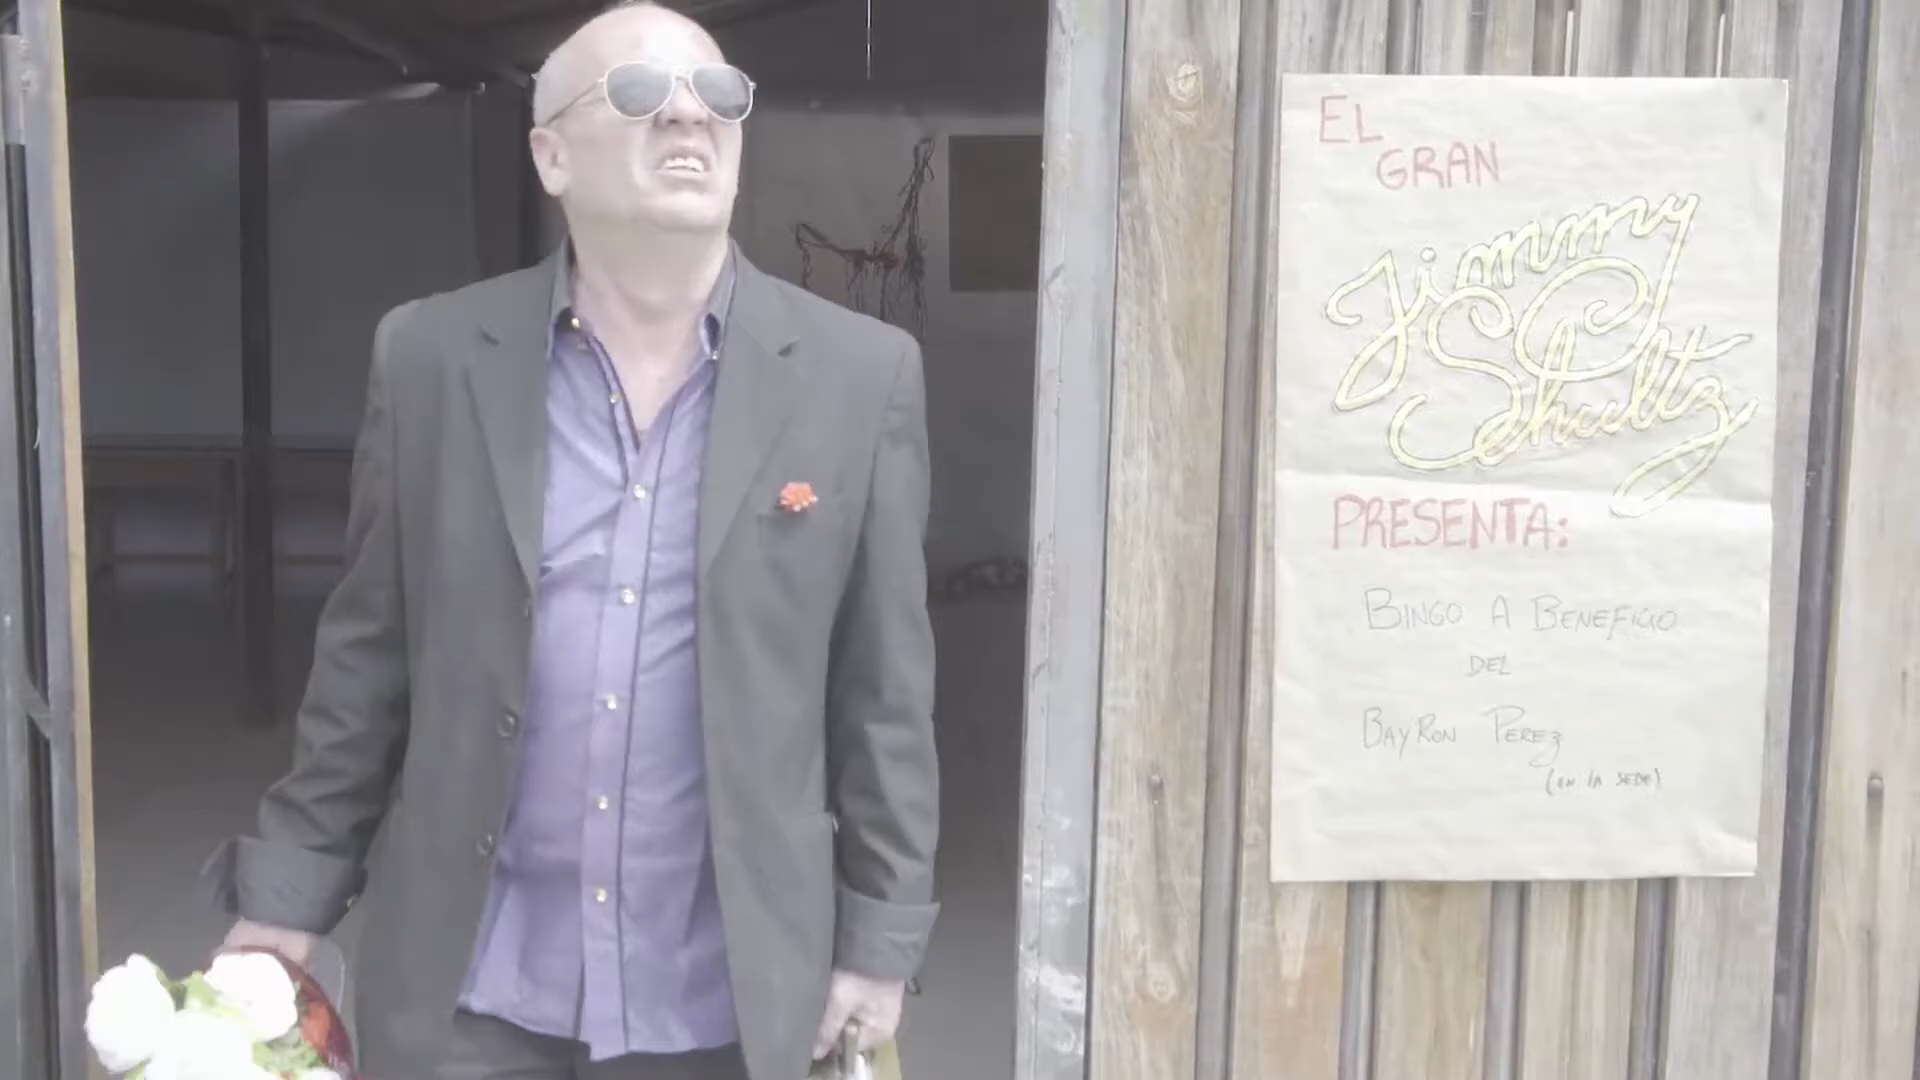 EL
GRAN
Jimmy
Shultz
PRESENTA:
BINGO A BENEFICIO
DEL
BAYRON PEREZ
(EN LA SEDE)